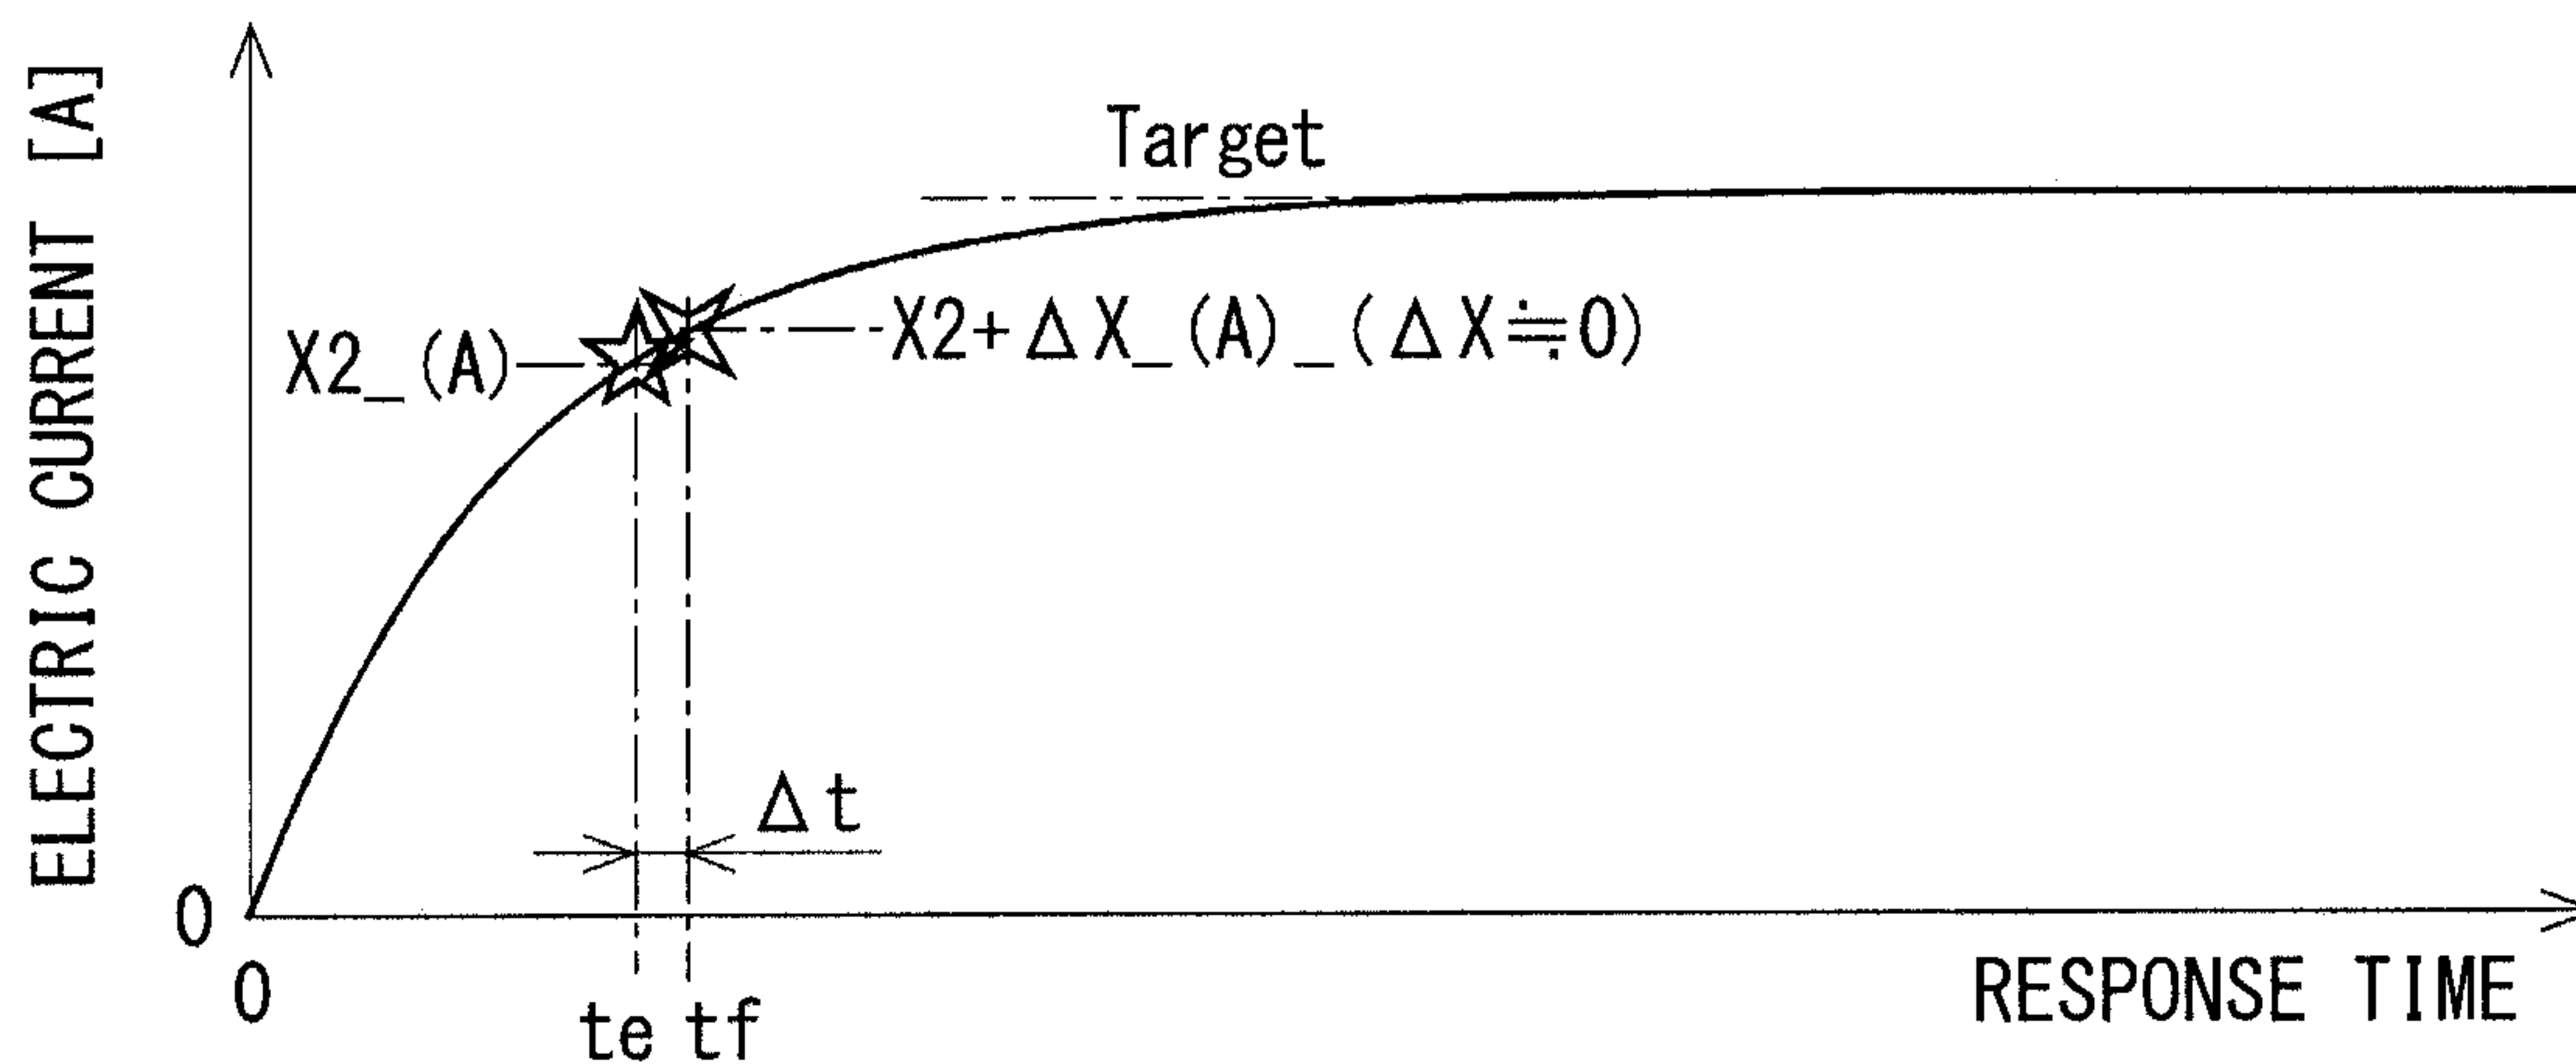 ELECTRIC CURRENT [A]
Target
X2_(A)
X2+ΔX_(A)_(ΔX≒0)
Δt
0
0
te tf
RESPONSE TIME